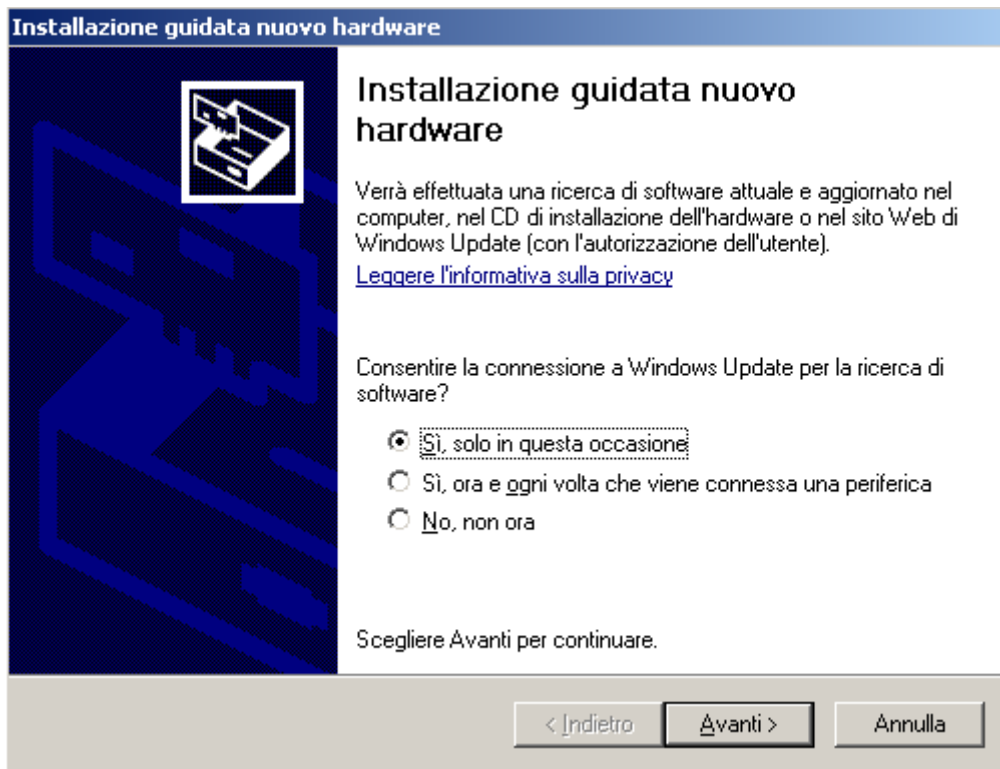 Installazione guidata nuovo hardware
Installazione guidata nuovo
hardware
Verrà effettuata una ricerca di software attuale e aggiornato nel
computer, nel CD di installazione dell'hardware o nel sito Web di
Windows Update (con l'autorizzazione dell'utente).
Leggere l'informativa sulla privacy
Consentire la connessione a Windows Update per la ricerca di
software?
Sì, solo in questa occasione
Sì, ora e ogni volta che viene connessa una periferica
No, non ora
Scegliere Avanti per continuare.
< Indietro Avanti > Annulla